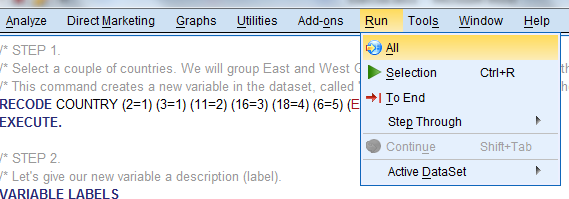 Analyze Direct Marketing Graphs Utilities Add-ons Run Tools Window Help
/* STEP 1.
/* Select a couple of countries. We will group East and West
/* This command creates a new variable in the dataset, called
RECODE COUNTRY (2=1) (3=1) (11=2) (16=3) (18=4) (6=5) (E
EXECUTE.
/* STEP 2.
/* Let's give our new variable a description (label).
VARIABLE LABELS
All
Selection Ctrl+R
To End
Step Through
Continue Shift+Tab
Active DataSet